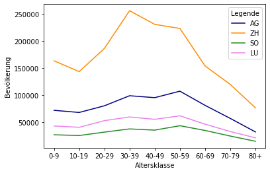 Legende
AG
ZH
SO
LU
250000
200000
150000
100000
50000
Bevölkerung
0-9 10-19 20-29 30-39 40-49 50-59 60-69 70-79 80+
Altersklasse